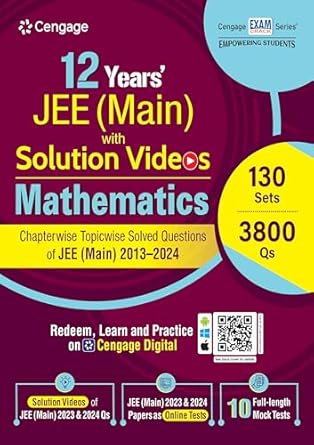 Cengage
Cengage EXAM CRACK Series®
EMPOWERING STUDENTS
12 Years'
JEE (Main)
with
Solution Videos
Mathematics
Chapterwise Topicwise Solved Questions
of JEE (Main) 2013–2024
130
Sets
3800
Qs
Redeem, Learn and Practice
on Cengage Digital
Solution Videos of
JEE (Main) 2023 & 2024 Qs
JEE (Main) 2023 & 2024
Papers as Online Tests
10 Full-length
Mock Tests